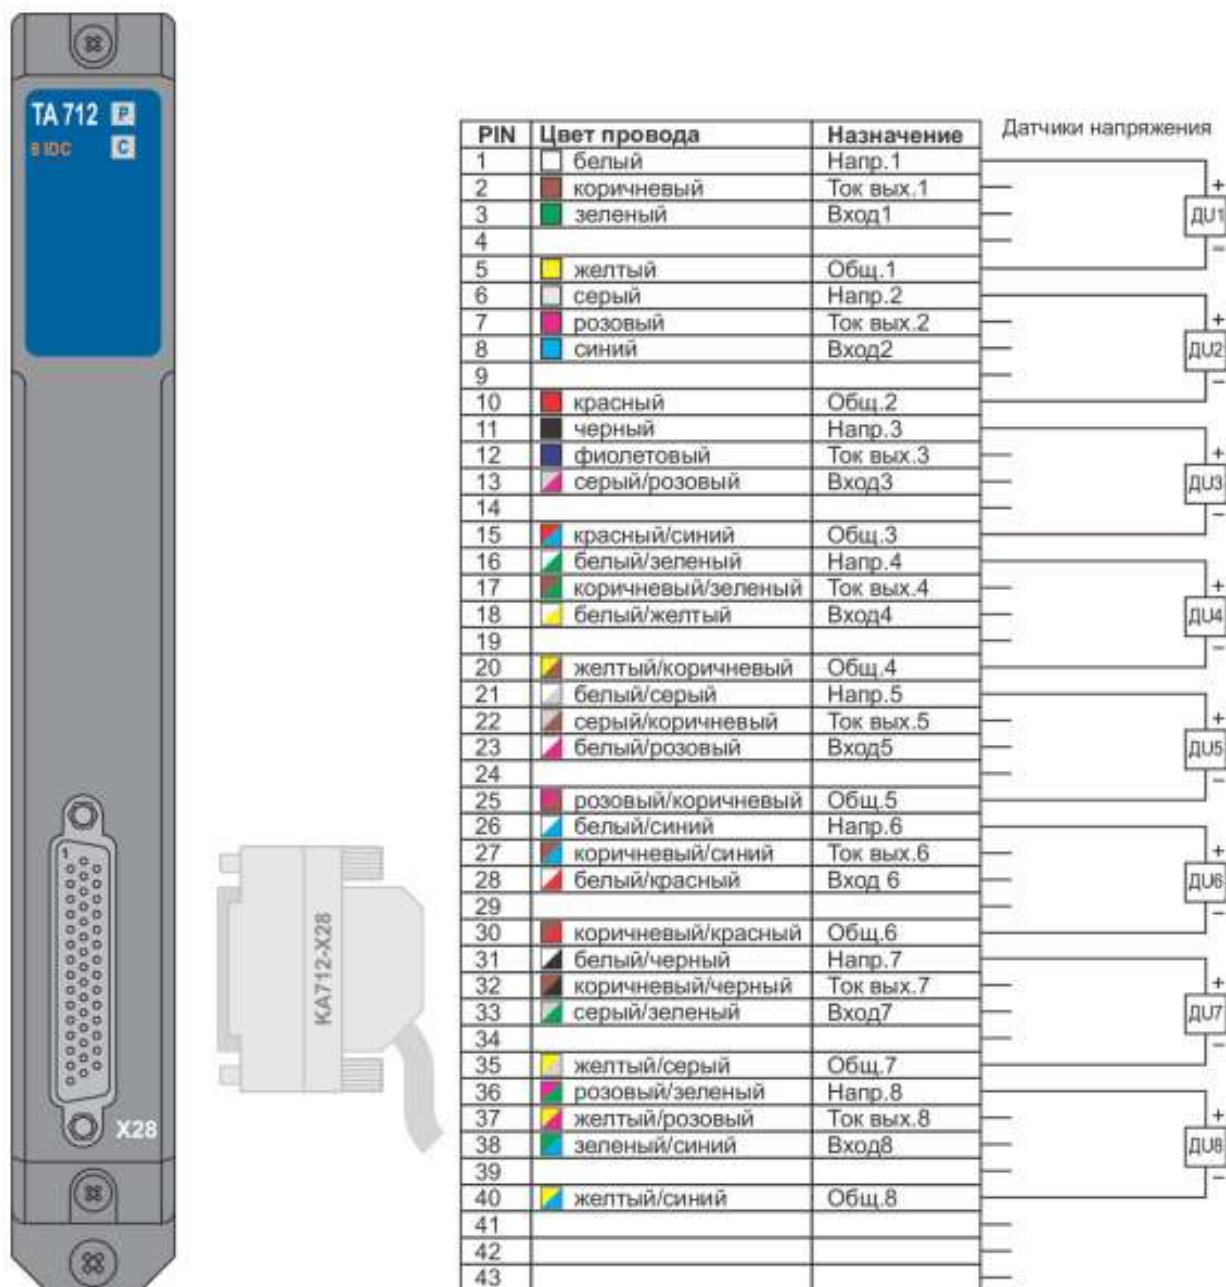 TA 712 P
8 IDC C
1
X28
KA712-X28
Датчики напряжения
PIN Цвет провода Назначение
1 белый Напр.1
2 коричневый Ток вых.1
3 зеленый Вход1
4
5 желтый Общ.1
6 серый Напр.2
7 розовый Ток вых.2
8 синий Вход2
9
10 красный Общ.2
11 черный Напр.3
12 фиолетовый Ток вых.3
13 серый/розовый Вход3
14
15 красный/синий Общ.3
16 белый/зеленый Напр.4
17 коричневый/зеленый Ток вых.4
18 белый/желтый Вход4
19
20 желтый/коричневый Общ.4
21 белый/серый Напр.5
22 серый/коричневый Ток вых.5
23 белый/розовый Вход5
24
25 розовый/коричневый Общ.5
26 белый/синий Напр.6
27 коричневый/синий Ток вых.6
28 белый/красный Вход 6
29
30 коричневый/красный Общ.6
31 белый/черный Напр.7
32 коричневый/черный Ток вых.7
33 серый/зеленый Вход7
34
35 желтый/серый Общ.7
36 розовый/зеленый Напр.8
37 желтый/розовый Ток вых.8
38 зеленый/синий Вход8
39
40 желтый/синий Общ.8
41
42
43
+
ДU1
−
+
ДU2
−
+
ДU3
−
+
ДU4
−
+
ДU5
−
+
ДU6
−
+
ДU7
−
+
ДU8
−